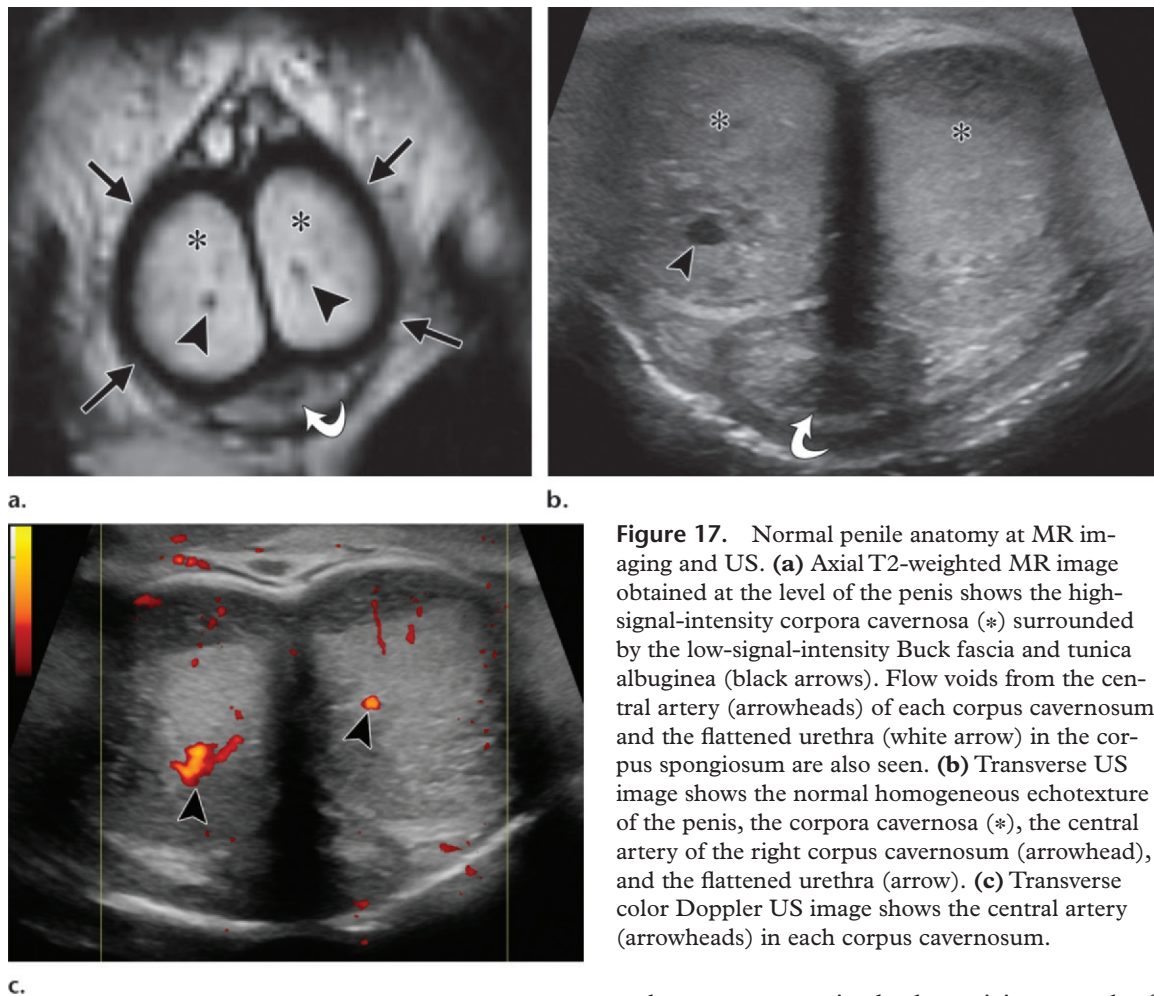 a.
b.
Figure 17. Normal penile anatomy at MR im-
aging and US. (a) Axial T2-weighted MR image
obtained at the level of the penis shows the high-
signal-intensity corpora cavernosa (*) surrounded
by the low-signal-intensity Buck fascia and tunica
albuginea (black arrows). Flow voids from the cen-
tral artery (arrowheads) of each corpus cavernosum
and the flattened urethra (white arrow) in the cor-
pus spongiosum are also seen. (b) Transverse US
image shows the normal homogeneous echotexture
of the penis, the corpora cavernosa (*), the central
artery of the right corpus cavernosum (arrowhead),
and the flattened urethra (arrow). (c) Transverse
color Doppler US image shows the central artery
(arrowheads) in each corpus cavernosum.
c.